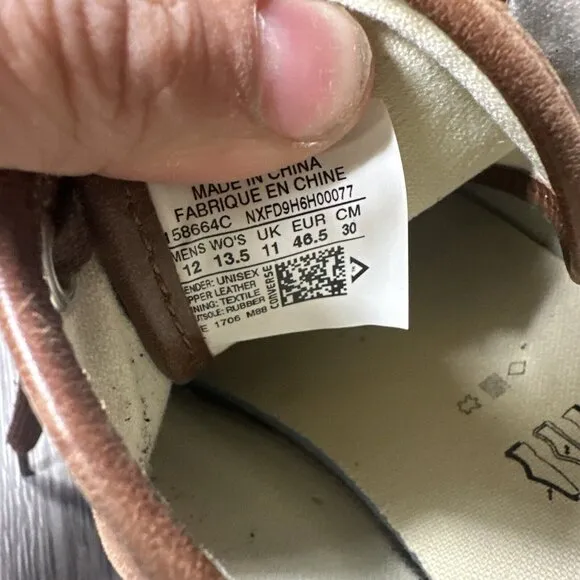 MADE IN CHINA
FABRIQUE EN CHINE
158664C NXFD9H6H00077
MENS WO'S UK EUR CM
12 13.5 11 46.5 30
ENDER: UNISEX
PPER LEATHER
NING: TEXTILE
UTSOLE: RUBBER
E 1706 M88
CONVERSE